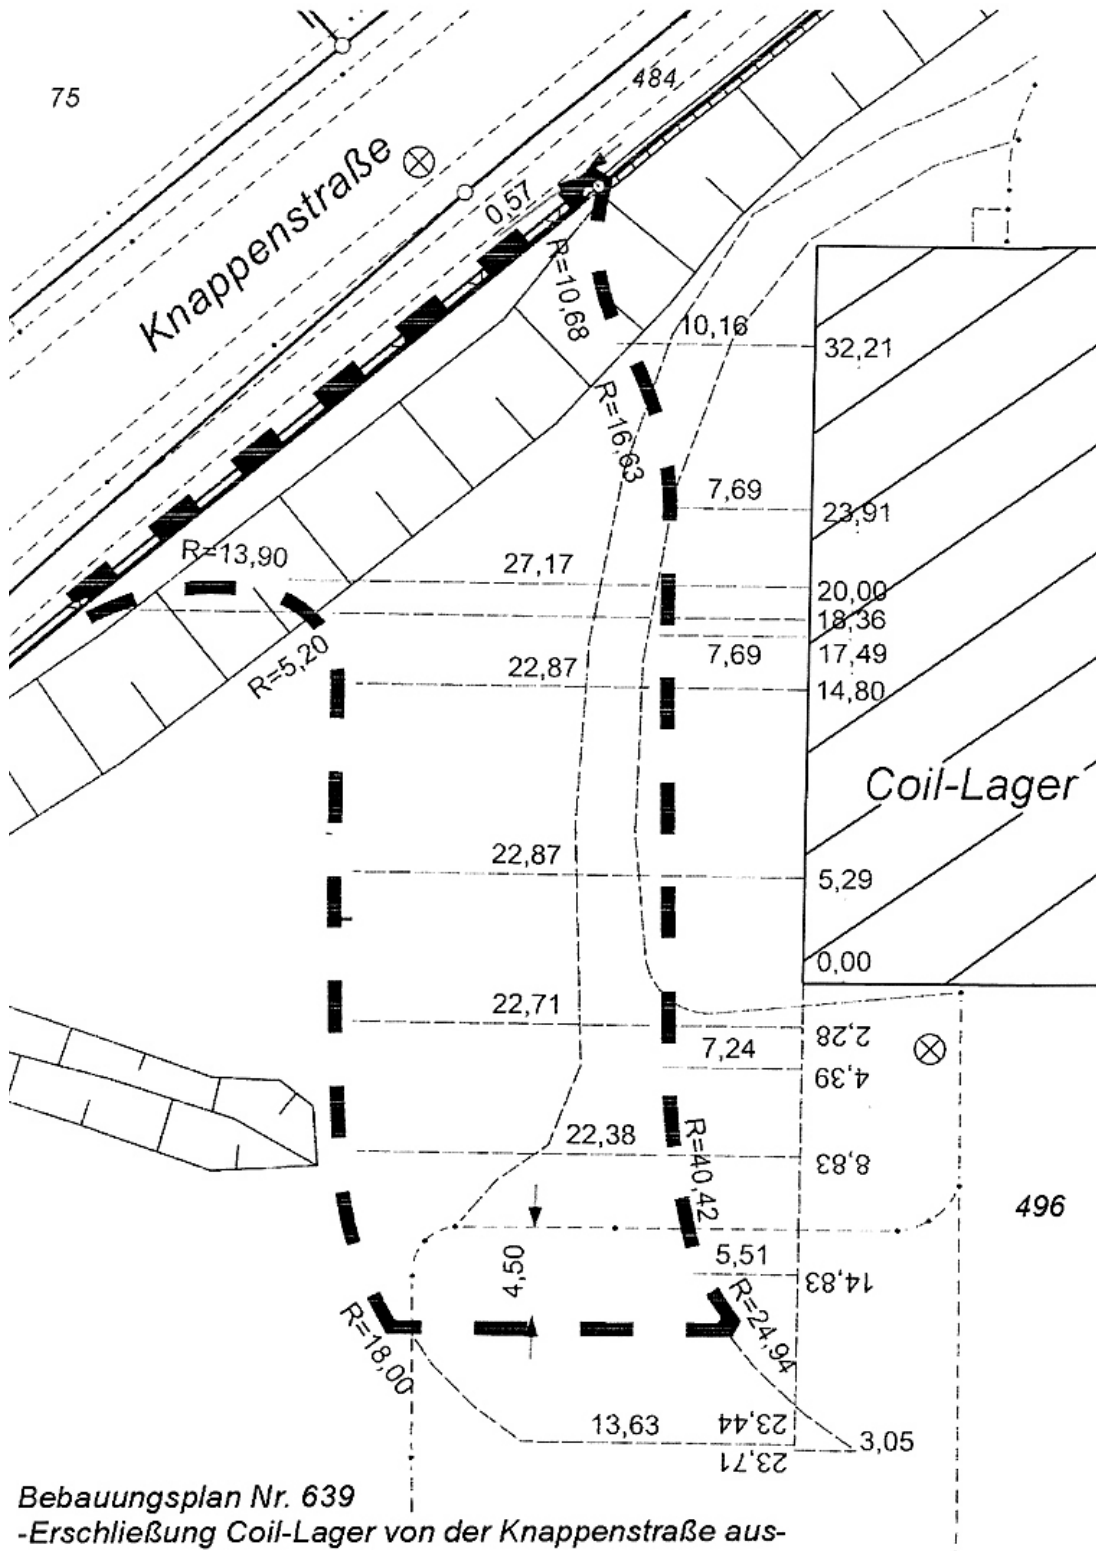 75
484
Knappenstraße
0,57
R=10,68
10,16
32,21
R=16,63
7,69
23,91
R=13,90
27,17
20,00
18,36
R=5,20
7,69
17,49
22,87
14,80
Coil-Lager
22,87
5,29
0,00
22,71
2,28
7,24
4,39
22,38
8,83
R=40,42
496
5,51
14,83
4,50
R=24,94
R=18,00
13,63
23,44
23,71
3,05
Bebauungsplan Nr. 639
-Erschließung Coil-Lager von der Knappenstraße aus-